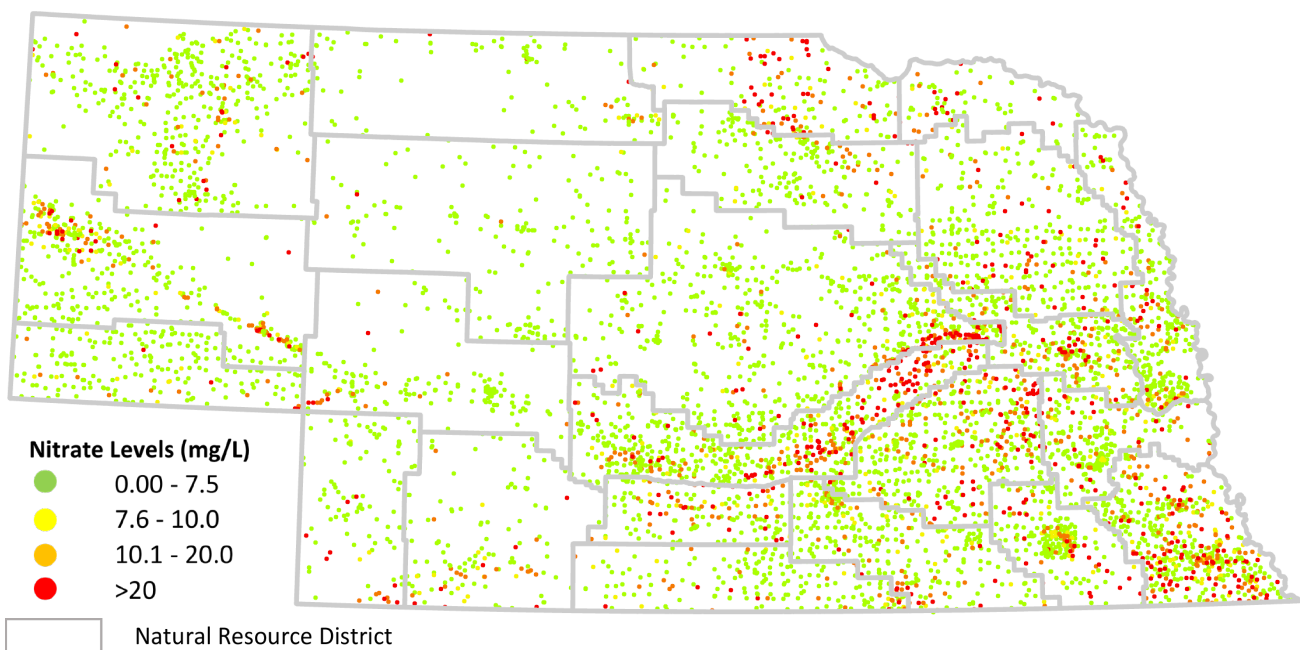 Nitrate Levels (mg/L)
0.00 - 7.5
7.6 - 10.0
10.1 - 20.0
>20
Natural Resource District